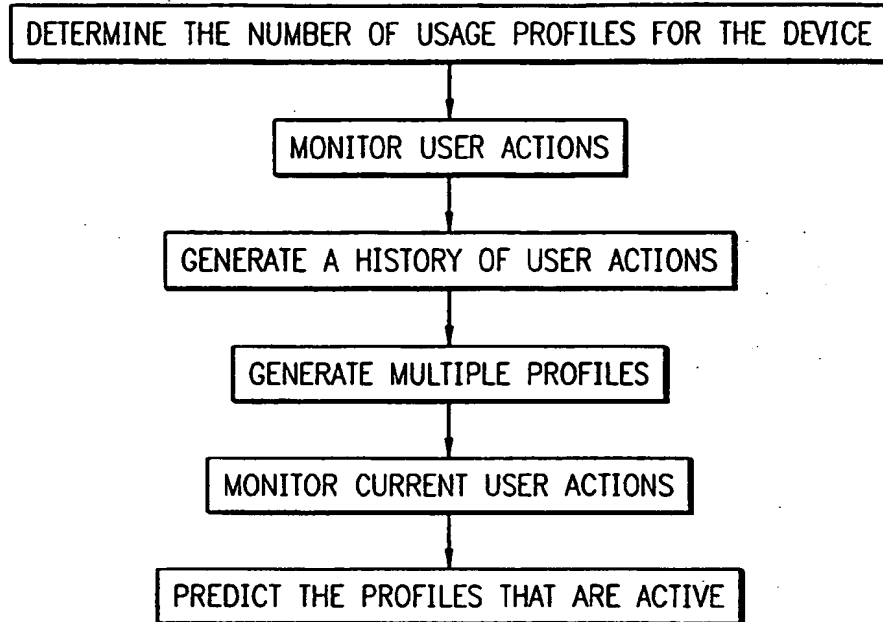 DETERMINE THE NUMBER OF USAGE PROFILES FOR THE DEVICE
MONITOR USER ACTIONS
GENERATE A HISTORY OF USER ACTIONS
GENERATE MULTIPLE PROFILES
MONITOR CURRENT USER ACTIONS
PREDICT THE PROFILES THAT ARE ACTIVE